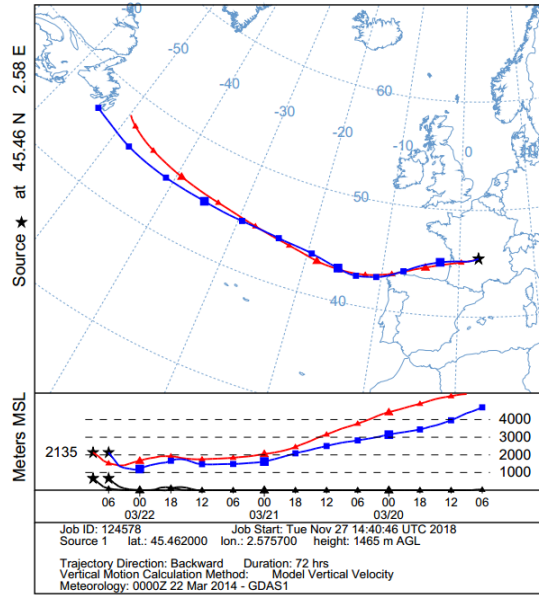 Source ★ at 45.46 N 2.58 E
-60
-50
-40
-30
-20
-10
0
60
50
40
Meters MSL
2135
4000
3000
2000
1000
06 00 18 12 06 00 18 12 06 00 18 12 06
03/22 03/21 03/20
Job ID: 124578 Job Start: Tue Nov 27 14:40:46 UTC 2018
Source 1 lat.: 45.462000 lon.: 2.575700 height: 1465 m AGL
Trajectory Direction: Backward Duration: 72 hrs
Vertical Motion Calculation Method: Model Vertical Velocity
Meteorology: 0000Z 22 Mar 2014 - GDAS1